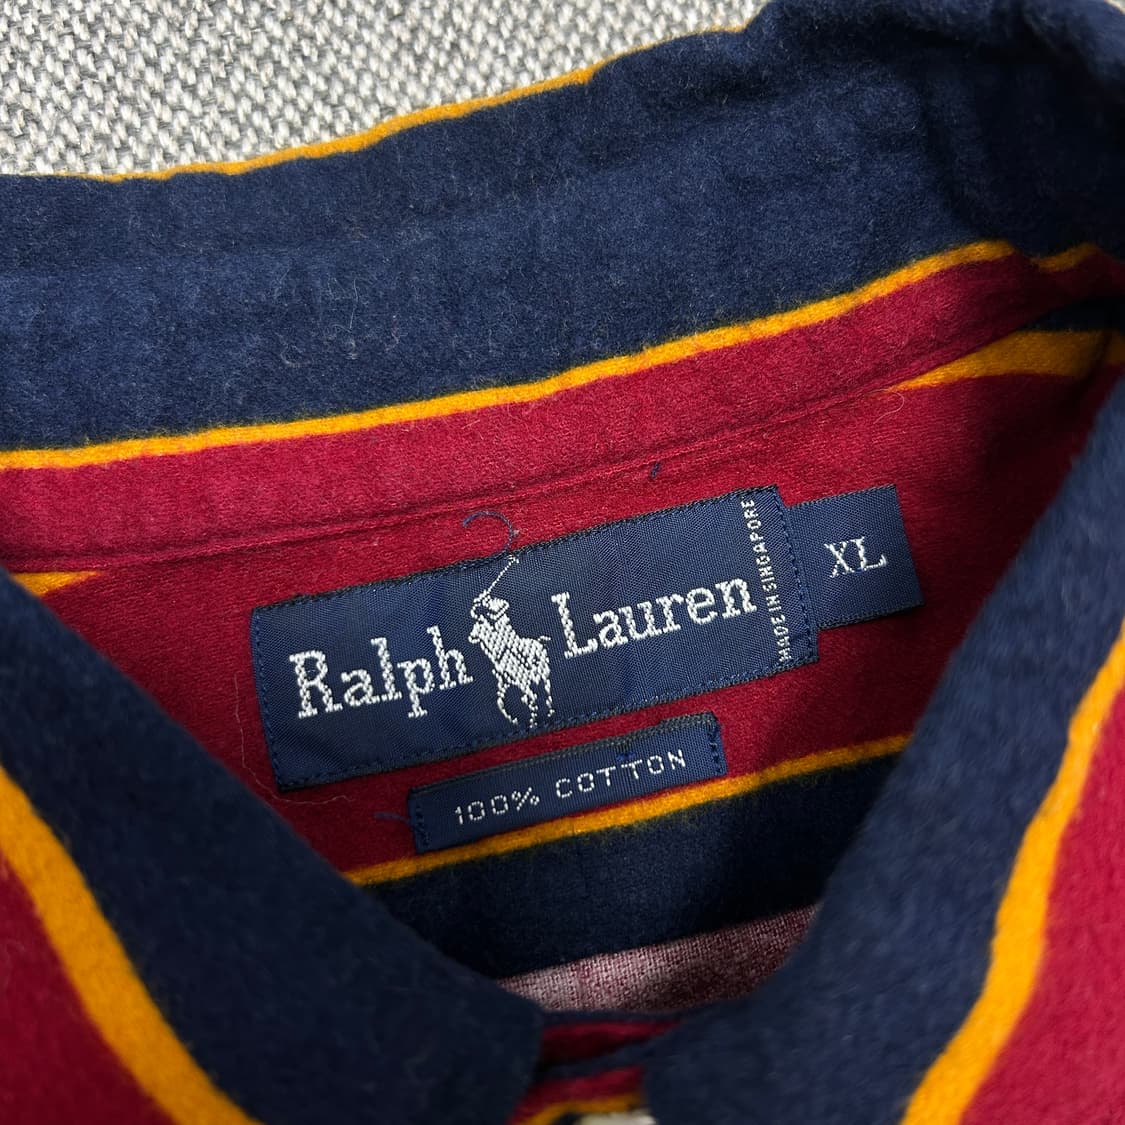 Ralph Lauren
MADE IN SINGAPORE
XL
100% COTTON